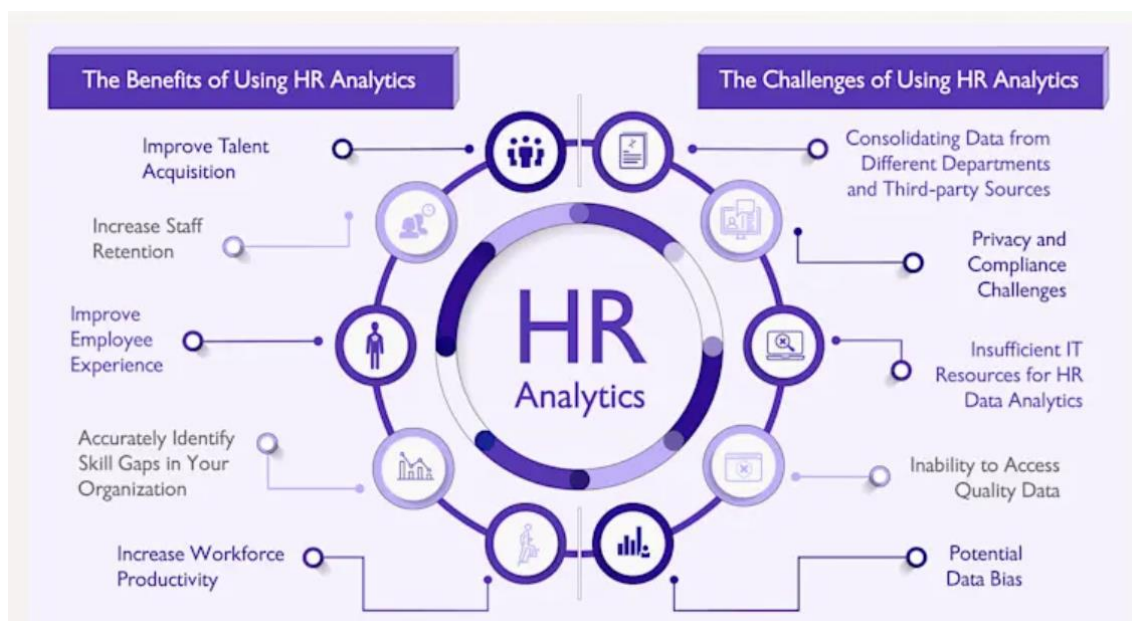 The Benefits of Using HR Analytics
Improve Talent
Acquisition
Increase Staff
Retention
Improve
Employee
Experience
Accurately Identify
Skill Gaps in Your
Organization
Increase Workforce
Productivity
HR
Analytics
The Challenges of Using HR Analytics
Consolidating Data from
Different Departments
and Third-party Sources
Privacy and
Compliance
Challenges
Insufficient IT
Resources for HR
Data Analytics
Inability to Access
Quality Data
Potential
Data Bias